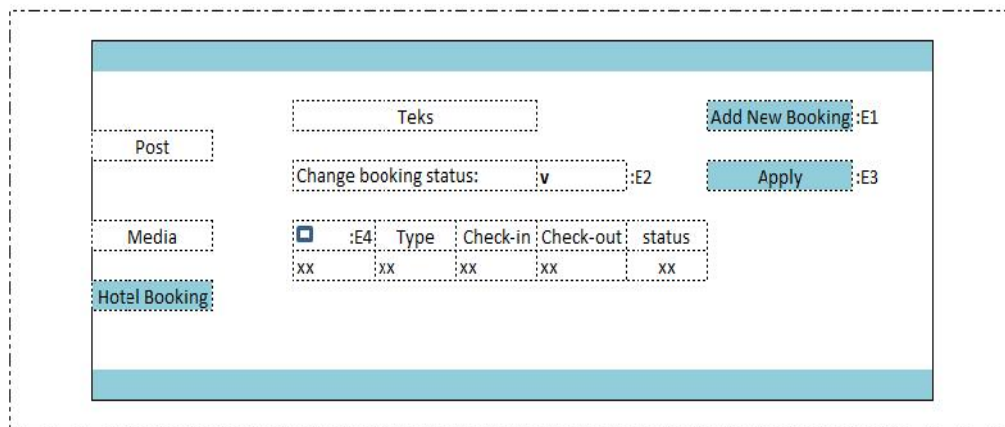 Teks
Add New Booking :E1
Post
Change booking status: v :E2
Apply :E3
Media
:E4 Type Check-in Check-out status
xx xx xx xx xx
Hotel Booking